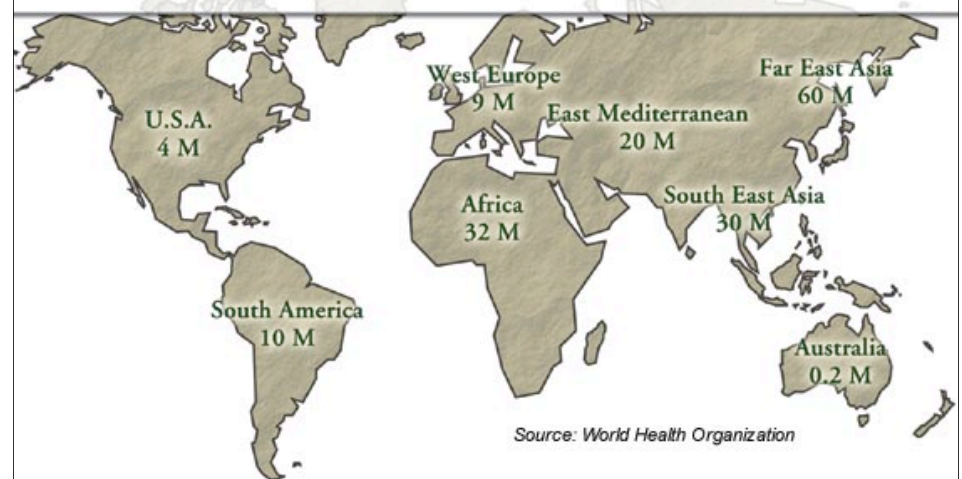 West Europe
9 M
Far East Asia
60 M
U.S.A.
4 M
East Mediterranean
20 M
Africa
32 M
South East Asia
30 M
South America
10 M
Australia
0.2 M
Source: World Health Organization